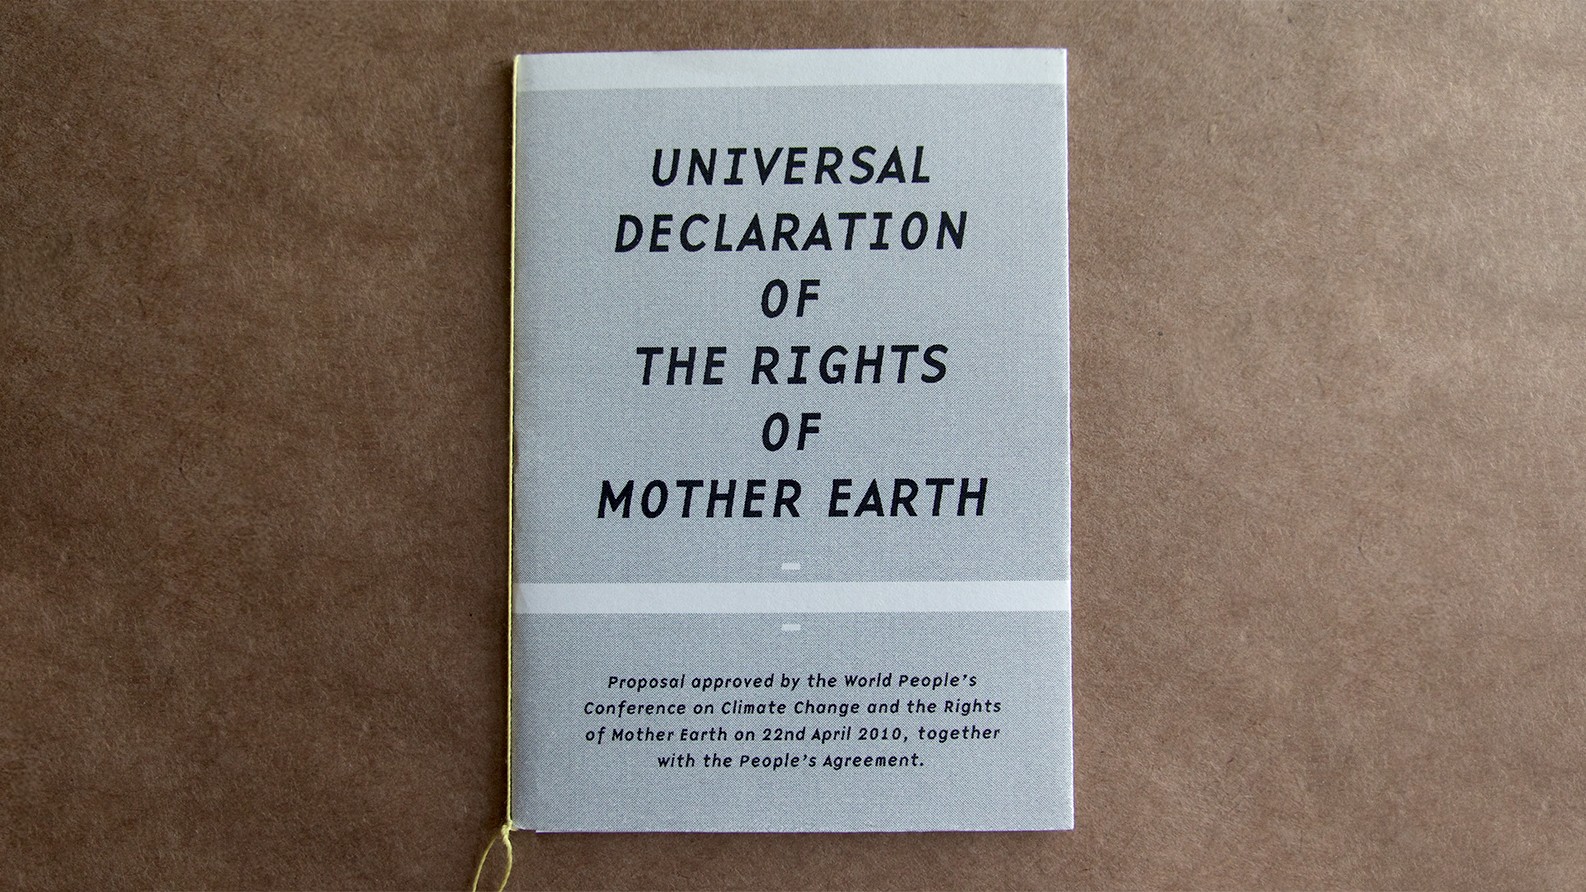 UNIVERSAL
DECLARATION
OF
THE RIGHTS
OF
MOTHER EARTH
Proposal approved by the World People's
Conference on Climate Change and the Rights
of Mother Earth on 22nd April 2010, together
with the People's Agreement.